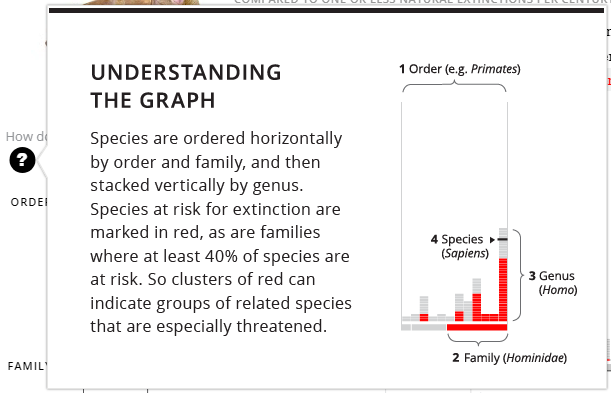 COMPARED TO ONE OR LESS NATURAL EXTINCTIONS PER CENTURY
UNDERSTANDING
THE GRAPH
Species are ordered horizontally
by order and family, and then
stacked vertically by genus.
Species at risk for extinction are
marked in red, as are families
where at least 40% of species are
at risk. So clusters of red can
indicate groups of related species
that are especially threatened.
1 Order (e.g. Primates)
4 Species
(Sapiens)
3 Genus
(Homo)
2 Family (Hominidae)
How do
?
ORDER
FAMILY